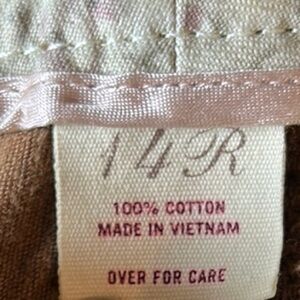 14R
100% COTTON
MADE IN VIETNAM
OVER FOR CARE